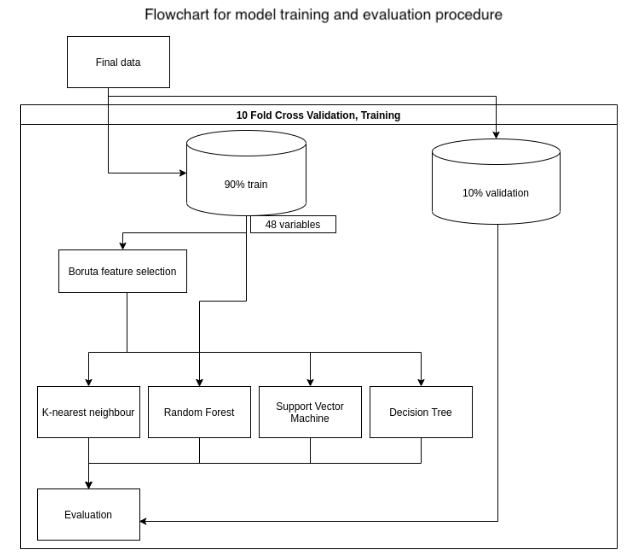 Flowchart for model training and evaluation procedure
Final data
10 Fold Cross Validation, Training
90% train
10% validation
48 variables
Boruta feature selection
K-nearest neighbour
Random Forest
Support Vector
Machine
Decision Tree
Evaluation